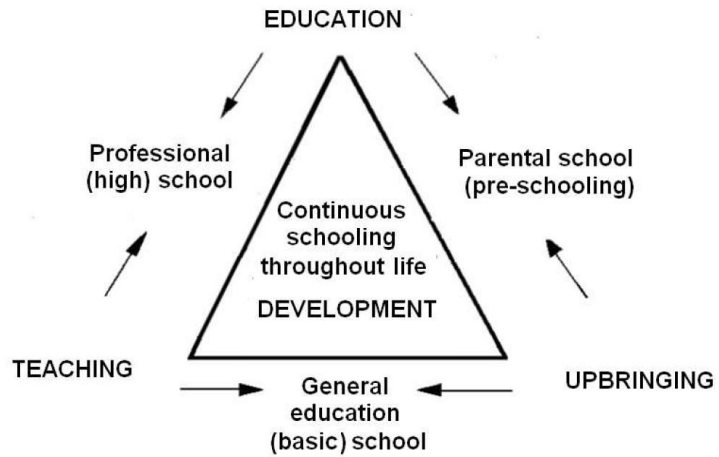 EDUCATION
Professional
(high) school
Parental school
(pre-schooling)
Continuous
schooling
throughout life
DEVELOPMENT
TEACHING
General
education
(basic) school
UPBRINGING